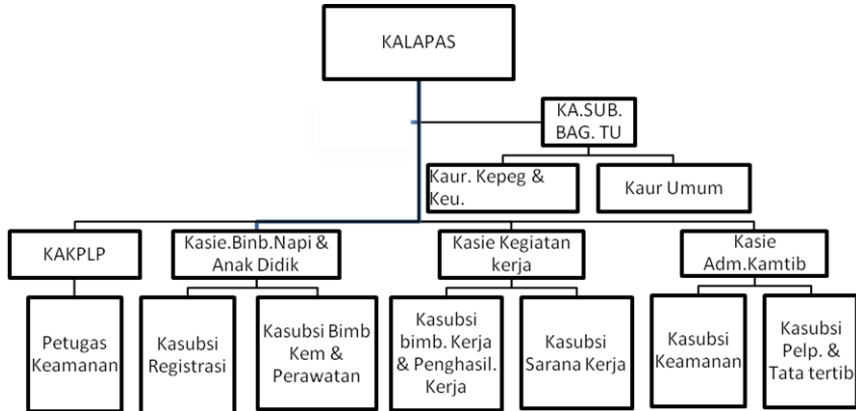 KALAPAS
KA.SUB.
BAG. TU
Kaur. Kepeg &
Keu.
Kaur Umum
KAKPLP
Kasie.Binb.Napi &
Anak Didik
Kasie Kegiatan
kerja
Kasie
Adm.Kamtib
Petugas
Keamanan
Kasubsi
Registrasi
Kasubsi Bimb
Kem &
Perawatan
Kasubsi
bimb. Kerja
& Penghasil.
Kerja
Kasubsi
Sarana Kerja
Kasubsi
Keamanan
Kasubsi
Pelp. &
Tata tertib